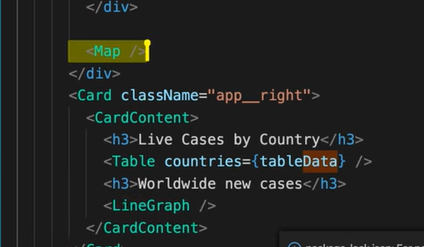 </div>
<Map />
</div>
<Card className="app__right">
<CardContent>
<h3>Live Cases by Country</h3>
<Table countries={tableData} />
<h3>Worldwide new cases</h3>
<LineGraph />
</CardContent>